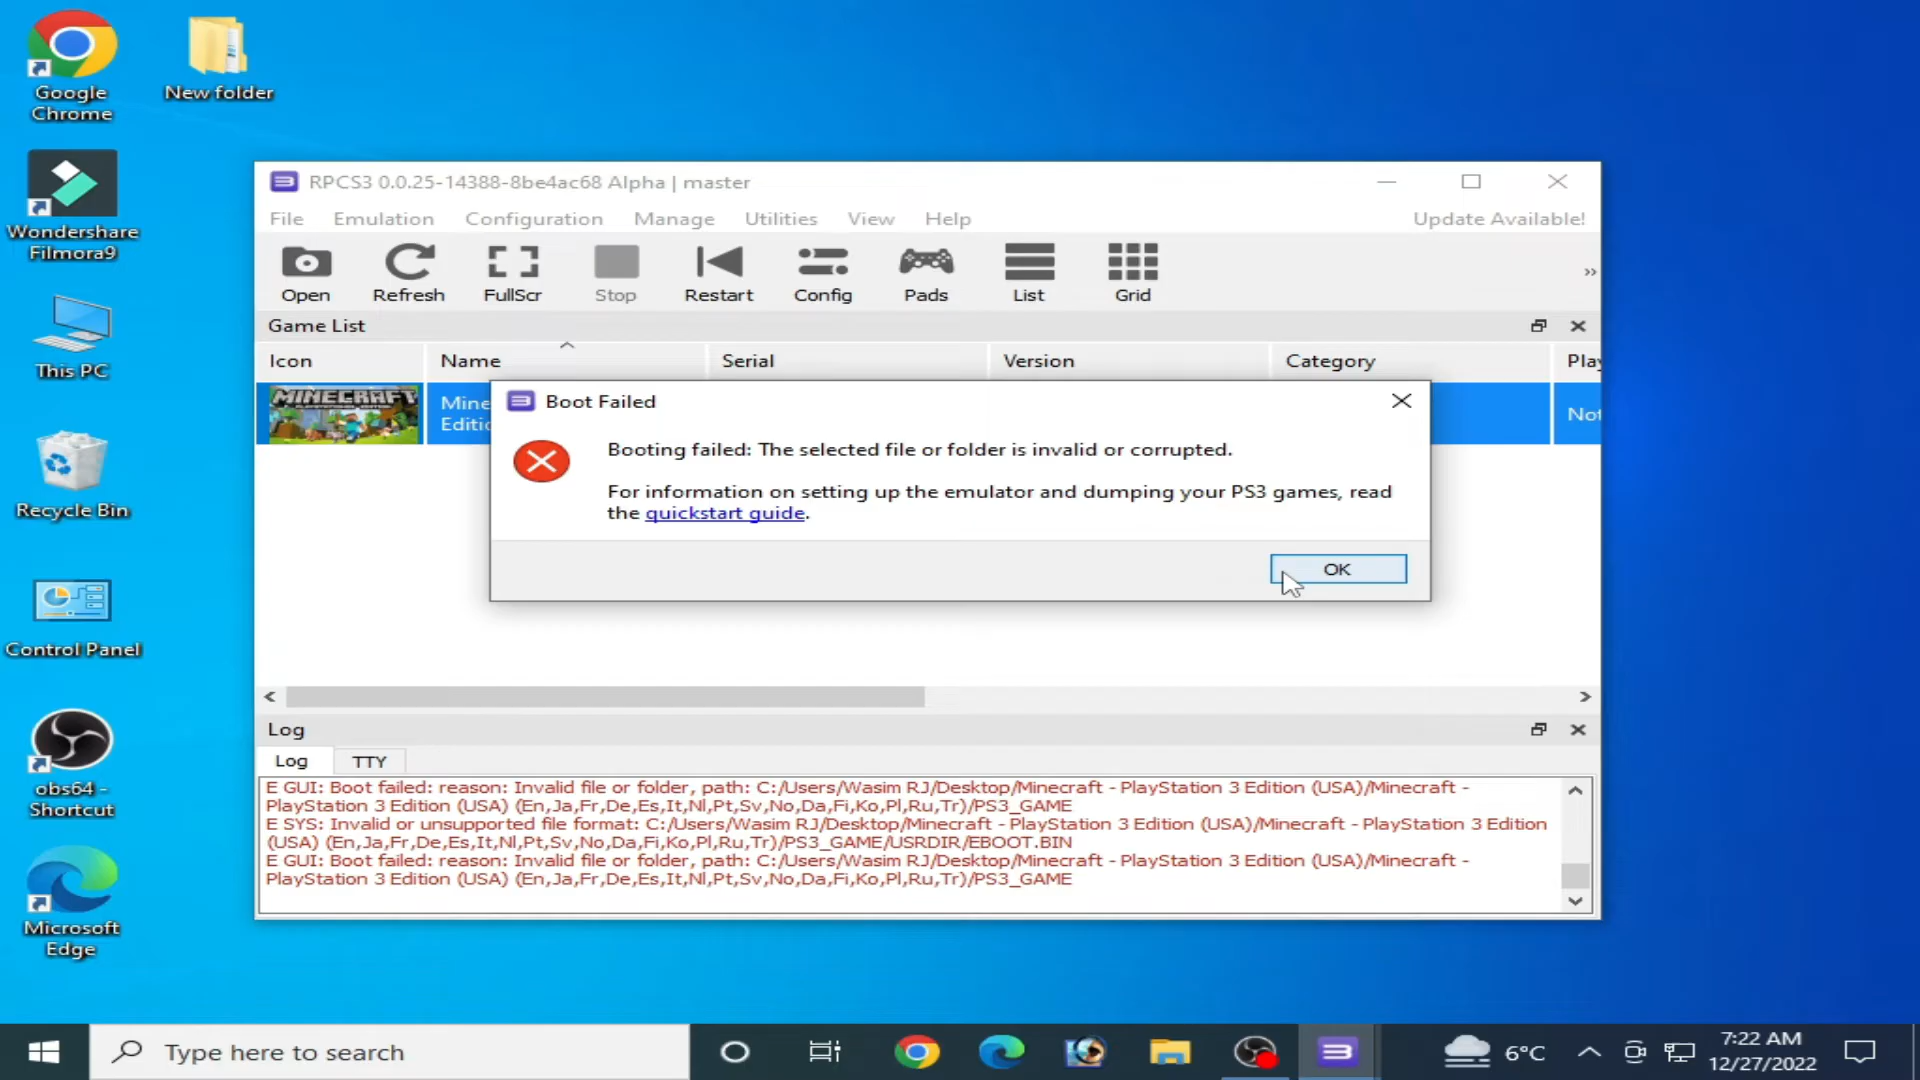 Google
Chrome
New folder
Wondershare
Filmora9
This PC
Recycle Bin
Control Panel
obs64 -
Shortcut
Microsoft
Edge
RPCS3 0.0.25-14388-8be4ac68 Alpha | master
File Emulation Configuration Manage Utilities View Help Update Available!
Open Refresh FullScr Stop Restart Config Pads List Grid
Game List
Icon Name Serial Version Category Play
MINECRAFT
Mine
Editio
Not
Boot Failed
Booting failed: The selected file or folder is invalid or corrupted.
For information on setting up the emulator and dumping your PS3 games, read
the quickstart guide.
OK
Log
Log TTY
E GUI: Boot failed: reason: Invalid file or folder, path: C:/Users/Wasim RJ/Desktop/Minecraft - PlayStation 3 Edition (USA)/Minecraft -
PlayStation 3 Edition (USA) (En,Ja,Fr,De,Es,It,Nl,Pt,Sv,No,Da,Fi,Ko,Pl,Ru,Tr)/PS3_GAME
E SYS: Invalid or unsupported file format: C:/Users/Wasim RJ/Desktop/Minecraft - PlayStation 3 Edition (USA)/Minecraft - PlayStation 3 Edition
(USA) (En,Ja,Fr,De,Es,It,Nl,Pt,Sv,No,Da,Fi,Ko,Pl,Ru,Tr)/PS3_GAME/USRDIR/EBOOT.BIN
E GUI: Boot failed: reason: Invalid file or folder, path: C:/Users/Wasim RJ/Desktop/Minecraft - PlayStation 3 Edition (USA)/Minecraft -
PlayStation 3 Edition (USA) (En,Ja,Fr,De,Es,It,Nl,Pt,Sv,No,Da,Fi,Ko,Pl,Ru,Tr)/PS3_GAME
Type here to search
6°C
7:22 AM
12/27/2022